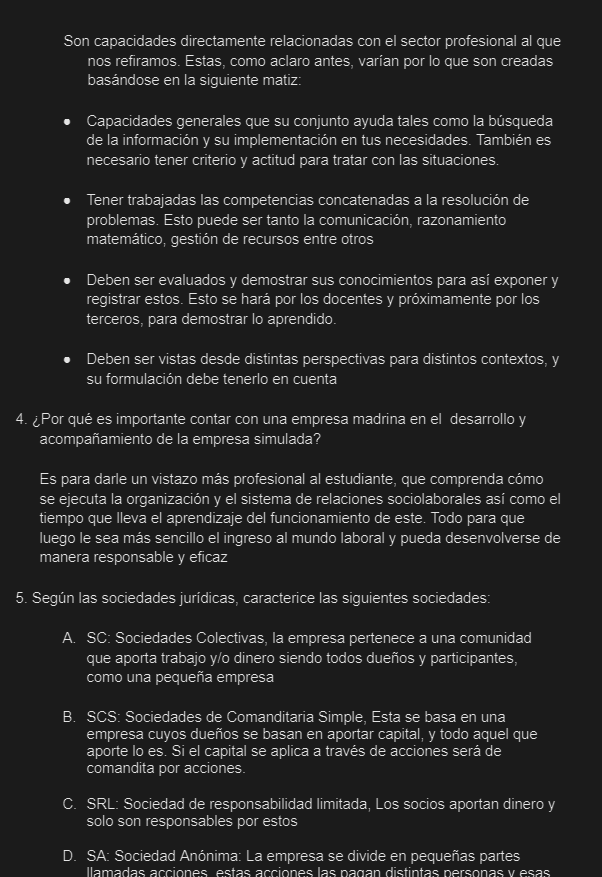 Son capacidades directamente relacionadas con el sector profesional al que
nos refiramos. Estas, como aclaro antes, varían por lo que son creadas
basándose en la siguiente matiz:
● Capacidades generales que su conjunto ayuda tales como la búsqueda
de la información y su implementación en tus necesidades. También es
necesario tener criterio y actitud para tratar con las situaciones.
● Tener trabajadas las competencias concatenadas a la resolución de
problemas. Esto puede ser tanto la comunicación, razonamiento
matemático, gestión de recursos entre otros
● Deben ser evaluados y demostrar sus conocimientos para así exponer y
registrar estos. Esto se hará por los docentes y próximamente por los
terceros, para demostrar lo aprendido.
● Deben ser vistas desde distintas perspectivas para distintos contextos, y
su formulación debe tenerlo en cuenta
4. ¿Por qué es importante contar con una empresa madrina en el desarrollo y
acompañamiento de la empresa simulada?
Es para darle un vistazo más profesional al estudiante, que comprenda cómo
se ejecuta la organización y el sistema de relaciones sociolaborales así como el
tiempo que lleva el aprendizaje del funcionamiento de este. Todo para que
luego le sea más sencillo el ingreso al mundo laboral y pueda desenvolverse de
manera responsable y eficaz
5. Según las sociedades jurídicas, caracterice las siguientes sociedades:
A. SC: Sociedades Colectivas, la empresa pertenece a una comunidad
que aporta trabajo y/o dinero siendo todos dueños y participantes,
como una pequeña empresa
B. SCS: Sociedades de Comanditaria Simple, Esta se basa en una
empresa cuyos dueños se basan en aportar capital, y todo aquel que
aporte lo es. Si el capital se aplica a través de acciones será de
comandita por acciones.
C. SRL: Sociedad de responsabilidad limitada, Los socios aportan dinero y
solo son responsables por estos
D. SA: Sociedad Anónima: La empresa se divide en pequeñas partes
llamadas acciones, estas acciones las pagan distintas personas y esas